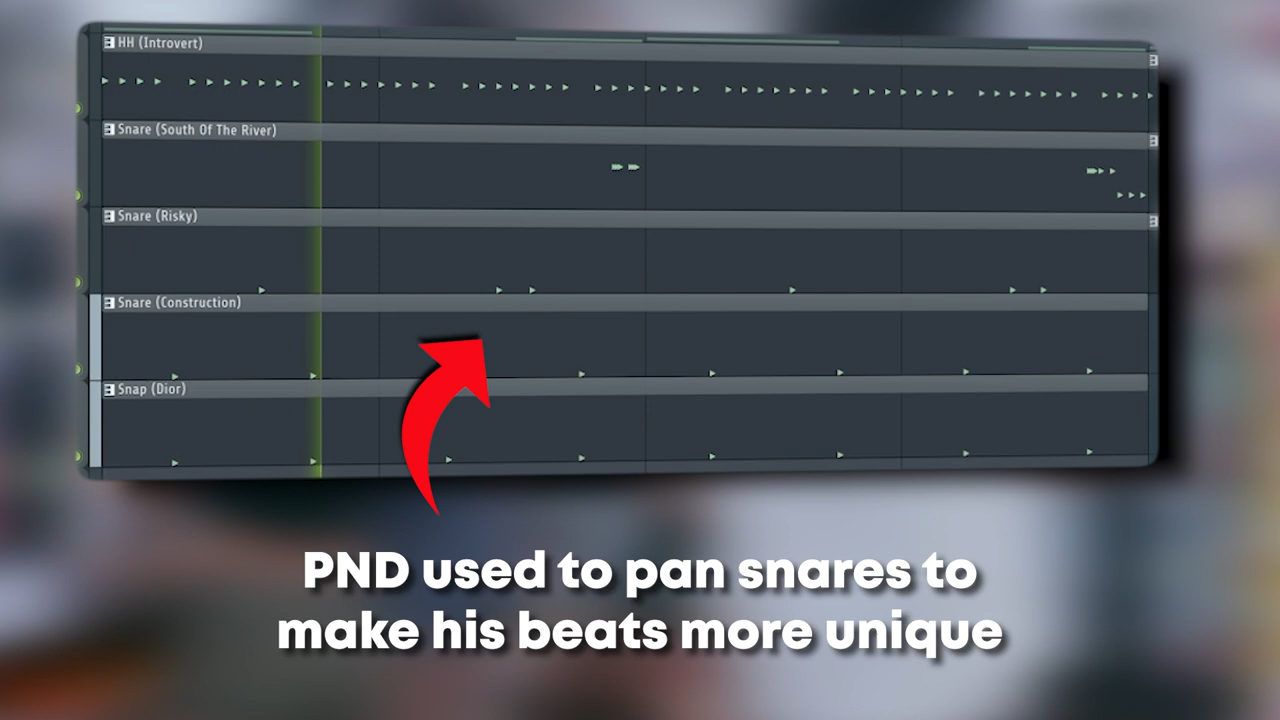 HH (Introvert)
Snare (South Of The River)
Snare (Risky)
Snare (Construction)
Snap (Dior)
PND used to pan snares to
make his beats more unique